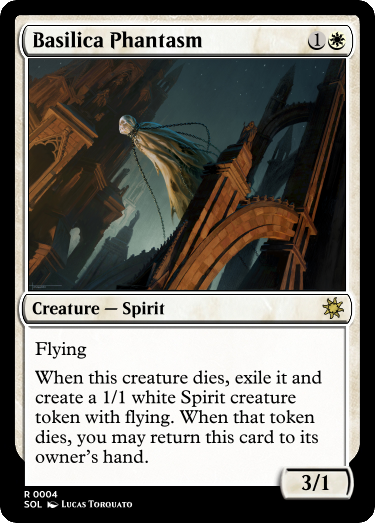 Basilica Phantasm
1
Creature — Spirit
Flying
When this creature dies, exile it and
create a 1/1 white Spirit creature
token with flying. When that token
dies, you may return this card to its
owner's hand.
3/1
R 0004
SOL Lucas Torquato